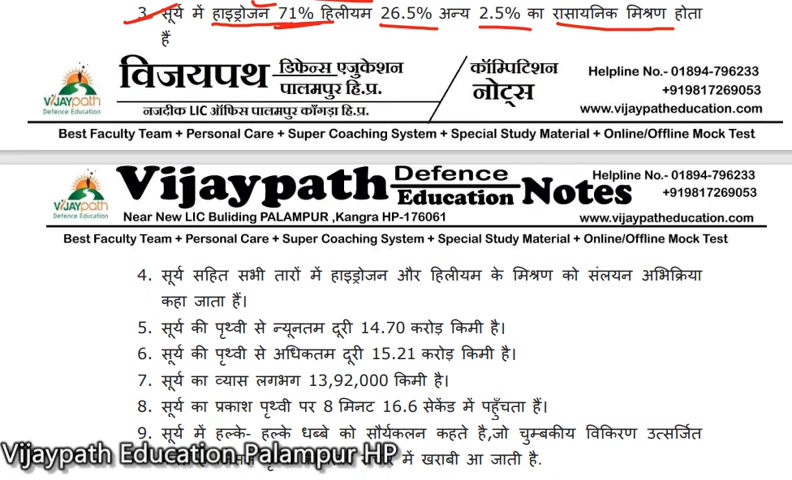 3. सूर्य में हाइड्रोजन 71% हिलीयम 26.5% अन्य 2.5% का रासायनिक मिश्रण होता
हैं
विजयपथ डिफेन्स एजुकेशन पालमपुर हि.प्र. कॉम्पिटिशन नोट्स
नजदीक LIC ऑफिस पालमपुर काँगड़ा हि.प्र.
VIJAYpath
Defence Education
Helpline No.- 01894-796233
+919817269053
www.vijaypatheducation.com
Best Faculty Team + Personal Care + Super Coaching System + Special Study Material + Online/Offline Mock Test
VIJAYpath
Defence Education
Vijaypath Defence Education Notes
Near New LIC Buliding PALAMPUR ,Kangra HP-176061
Helpline No.- 01894-796233
+919817269053
www.vijaypatheducation.com
Best Faculty Team + Personal Care + Super Coaching System + Special Study Material + Online/Offline Mock Test
4. सूर्य सहित सभी तारों में हाइड्रोजन और हिलीयम के मिश्रण को संलयन अभिक्रिया
कहा जाता हैं।
5. सूर्य की पृथ्वी से न्यूनतम दूरी 14.70 करोड़ किमी है।
6. सूर्य की पृथ्वी से अधिकतम दूरी 15.21 करोड़ किमी है।
7. सूर्य का व्यास लगभग 13,92,000 किमी है।
8. सूर्य का प्रकाश पृथ्वी पर 8 मिनट 16.6 सेकेंड में पहुँचता हैं।
9. सूर्य में हल्के- हल्के धब्बे को सौर्यकलन कहते है,जो चुम्बकीय विकिरण उत्सर्जित
में खराबी आ जाती है.
Vijaypath Education Palampur HP